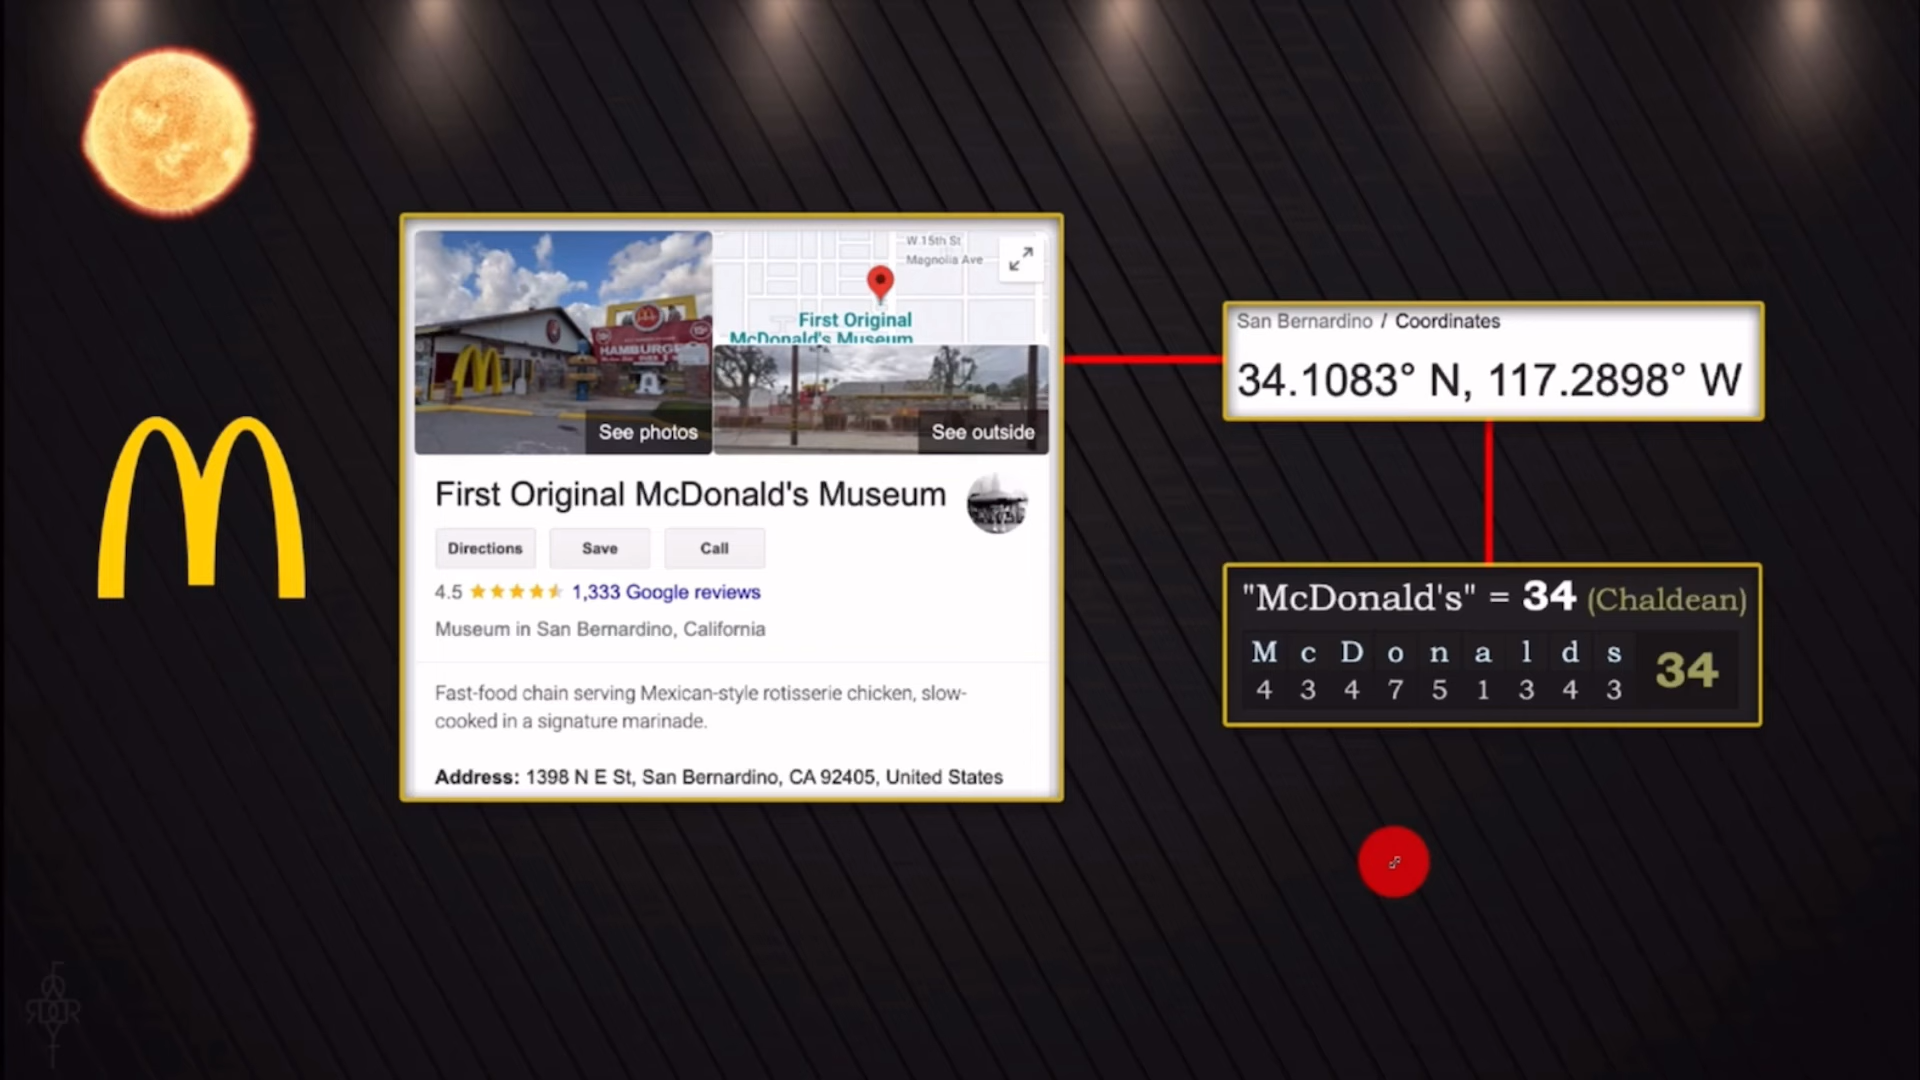 W 15th St
Magnolia Ave
First Original
McDonald's Museum
HAMBURGERS
See photos
See outside
First Original McDonald's Museum
Directions
Save
Call
4.5
1,333 Google reviews
Museum in San Bernardino, California
Fast-food chain serving Mexican-style rotisserie chicken, slow-
cooked in a signature marinade.
Address: 1398 N E St, San Bernardino, CA 92405, United States
San Bernardino / Coordinates
34.1083° N, 117.2898° W
"McDonald's" = 34 (Chaldean)
M c D o n a l d s
4 3 4 7 5 1 3 4 3
34